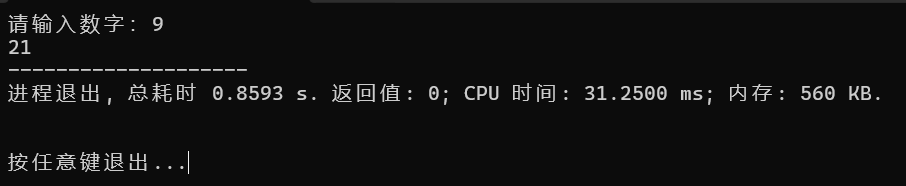 请输入数字: 9
21
--------------------
进程退出, 总耗时 0.8593 s. 返回值: 0; CPU 时间: 31.2500 ms; 内存: 560 KB.
按任意键退出...